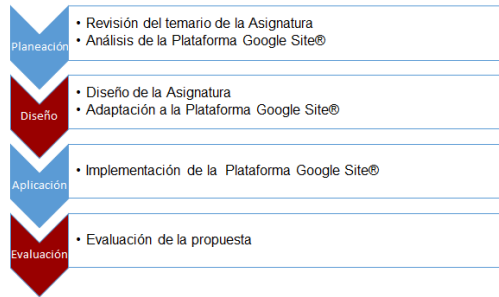 Planeación
• Revisión del temario de la Asignatura
• Análisis de la Plataforma Google Site®
Diseño
• Diseño de la Asignatura
• Adaptación a la Plataforma Google Site®
Aplicación
• Implementación de la Plataforma Google Site®
Evaluación
• Evaluación de la propuesta